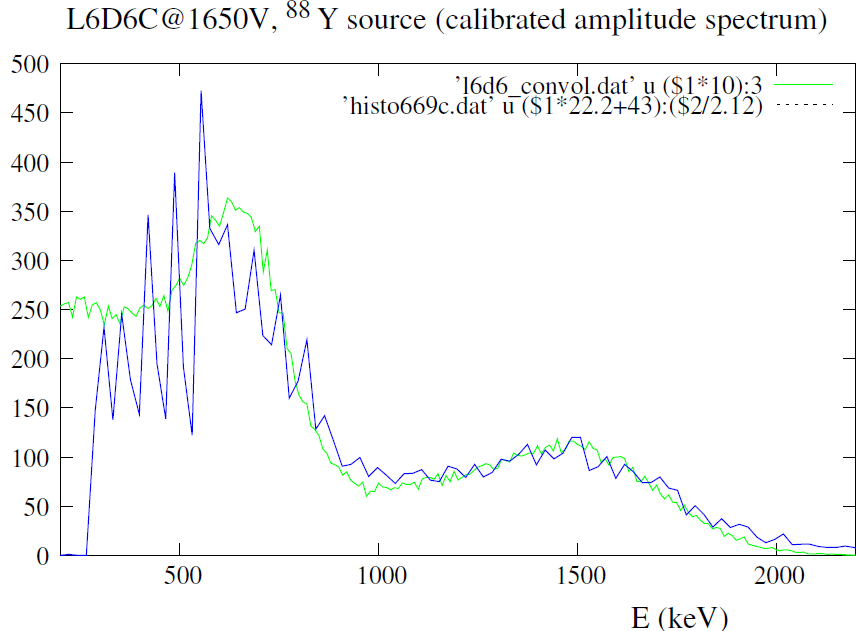 L6D6C@1650V, 88 Y source (calibrated amplitude spectrum)
'l6d6_convol.dat' u ($1*10):3
'histo669c.dat' u ($1*22.2+43):($2/2.12)
500
450
400
350
300
250
200
150
100
50
0
500 1000 1500 2000
E (keV)